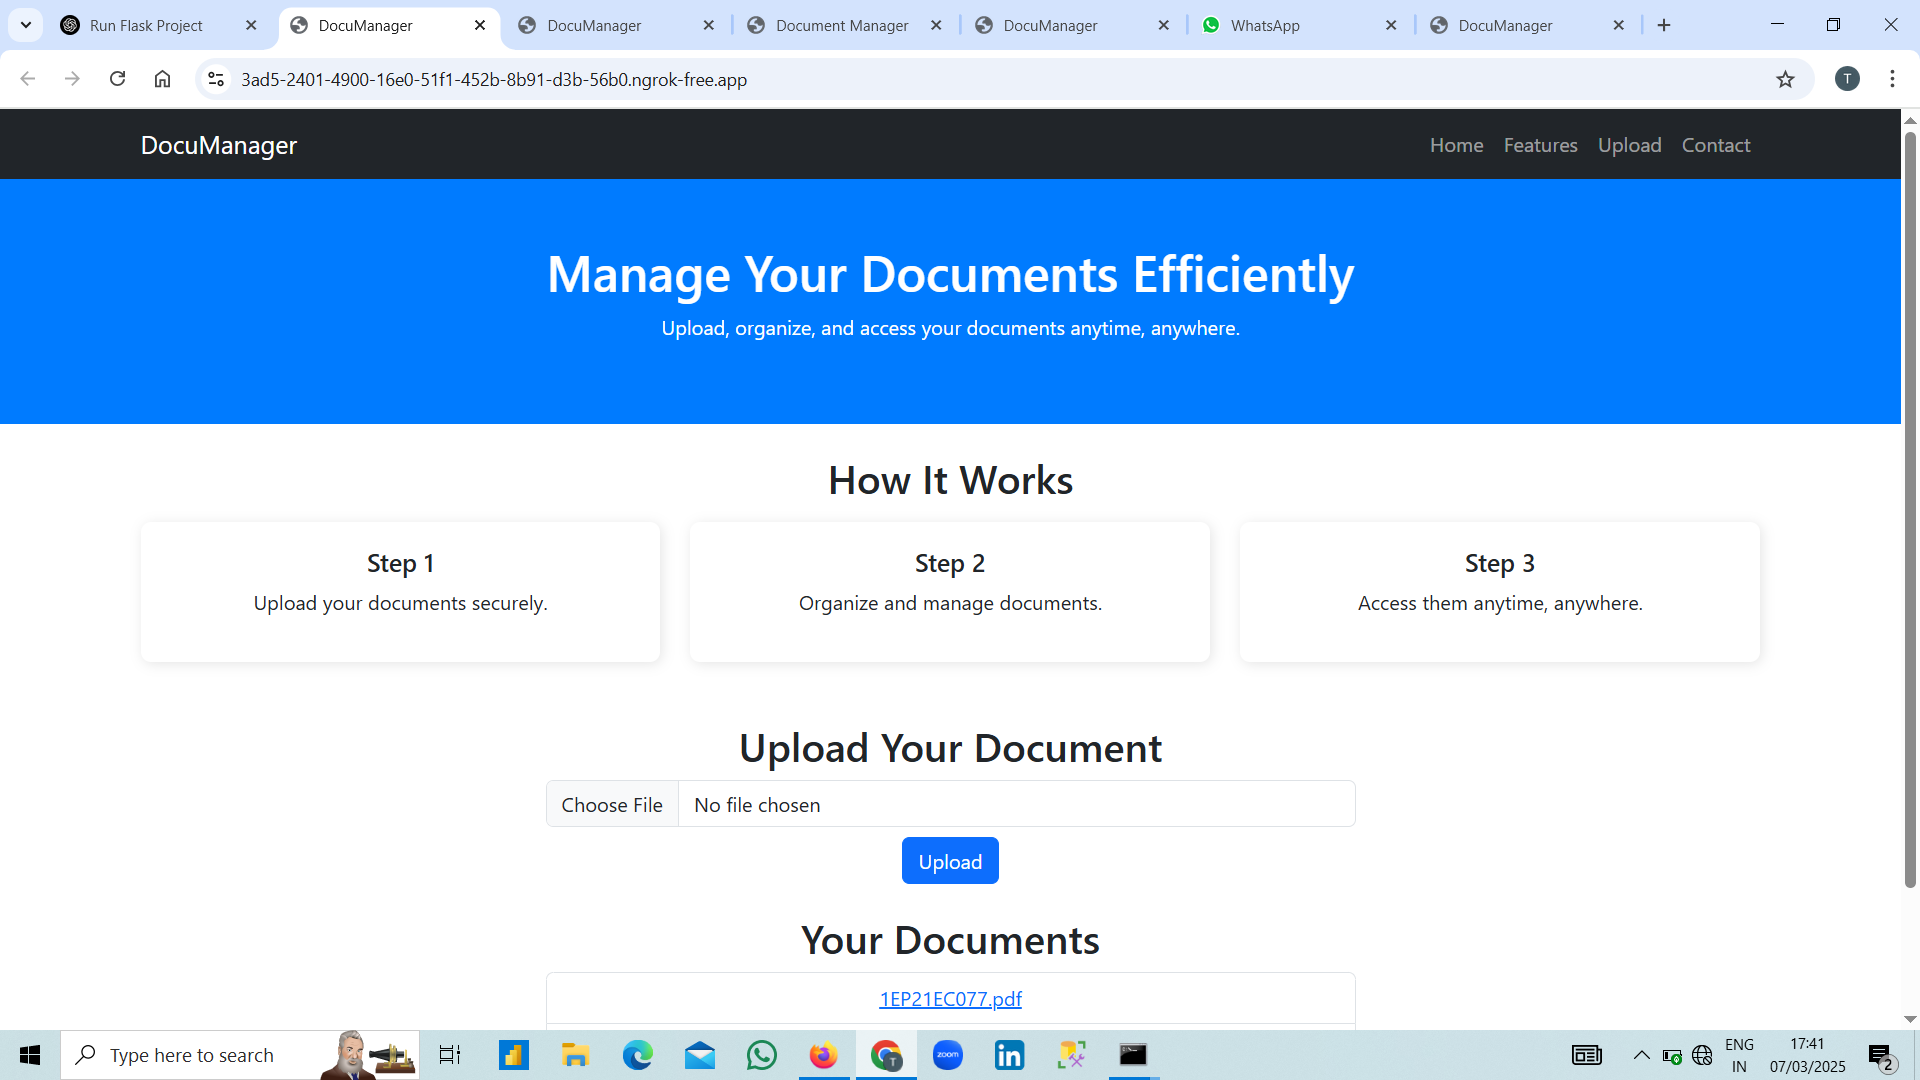 Run Flask Project
DocuManager
DocuManager
Document Manager
DocuManager
WhatsApp
DocuManager
3ad5-2401-4900-16e0-51f1-452b-8b91-d3b-56b0.ngrok-free.app
T
DocuManager
Home
Features
Upload
Contact
Manage Your Documents Efficiently
Upload, organize, and access your documents anytime, anywhere.
How It Works
Step 1
Upload your documents securely.
Step 2
Organize and manage documents.
Step 3
Access them anytime, anywhere.
Upload Your Document
Choose File
No file chosen
Upload
Your Documents
1EP21EC077.pdf
Type here to search
zoom
in
T
ENG
IN
17:41
07/03/2025
2